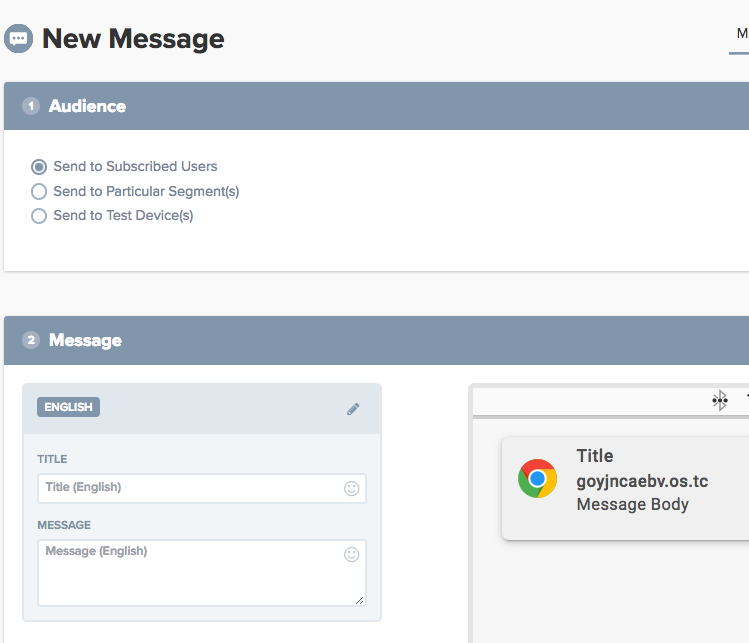 New Message
M
1 Audience
Send to Subscribed Users
Send to Particular Segment(s)
Send to Test Device(s)
2 Message
ENGLISH
TITLE
Title (English)
MESSAGE
Message (English)
Title
goyjncaebv.os.tc
Message Body